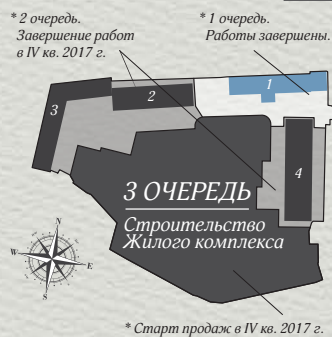 * 2 очередь.
Завершение работ
в IV кв. 2017 г.
* 1 очередь.
Работы завершены.
1
2
3
4
3 ОЧЕРЕДЬ
Строительство
Жилого комплекса
N
W
E
S
* Старт продаж в IV кв. 2017 г.